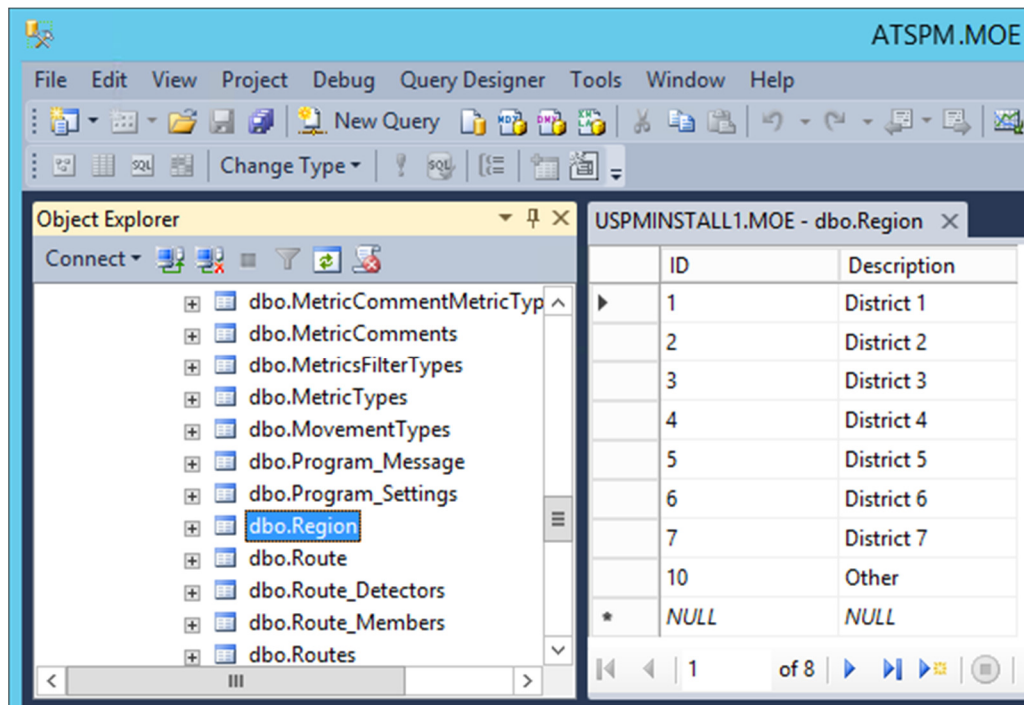 ATSPM.MOE
File Edit View Project Debug Query Designer Tools Window Help
New Query
Change Type
Object Explorer
Connect
dbo.MetricCommentMetricTyp
dbo.MetricComments
dbo.MetricsFilterTypes
dbo.MetricTypes
dbo.MovementTypes
dbo.Program_Message
dbo.Program_Settings
dbo.Region
dbo.Route
dbo.Route_Detectors
dbo.Route_Members
dbo.Routes
USPMINSTALL1.MOE - dbo.Region
ID Description
1 District 1
2 District 2
3 District 3
4 District 4
5 District 5
6 District 6
7 District 7
10 Other
NULL NULL
1 of 8